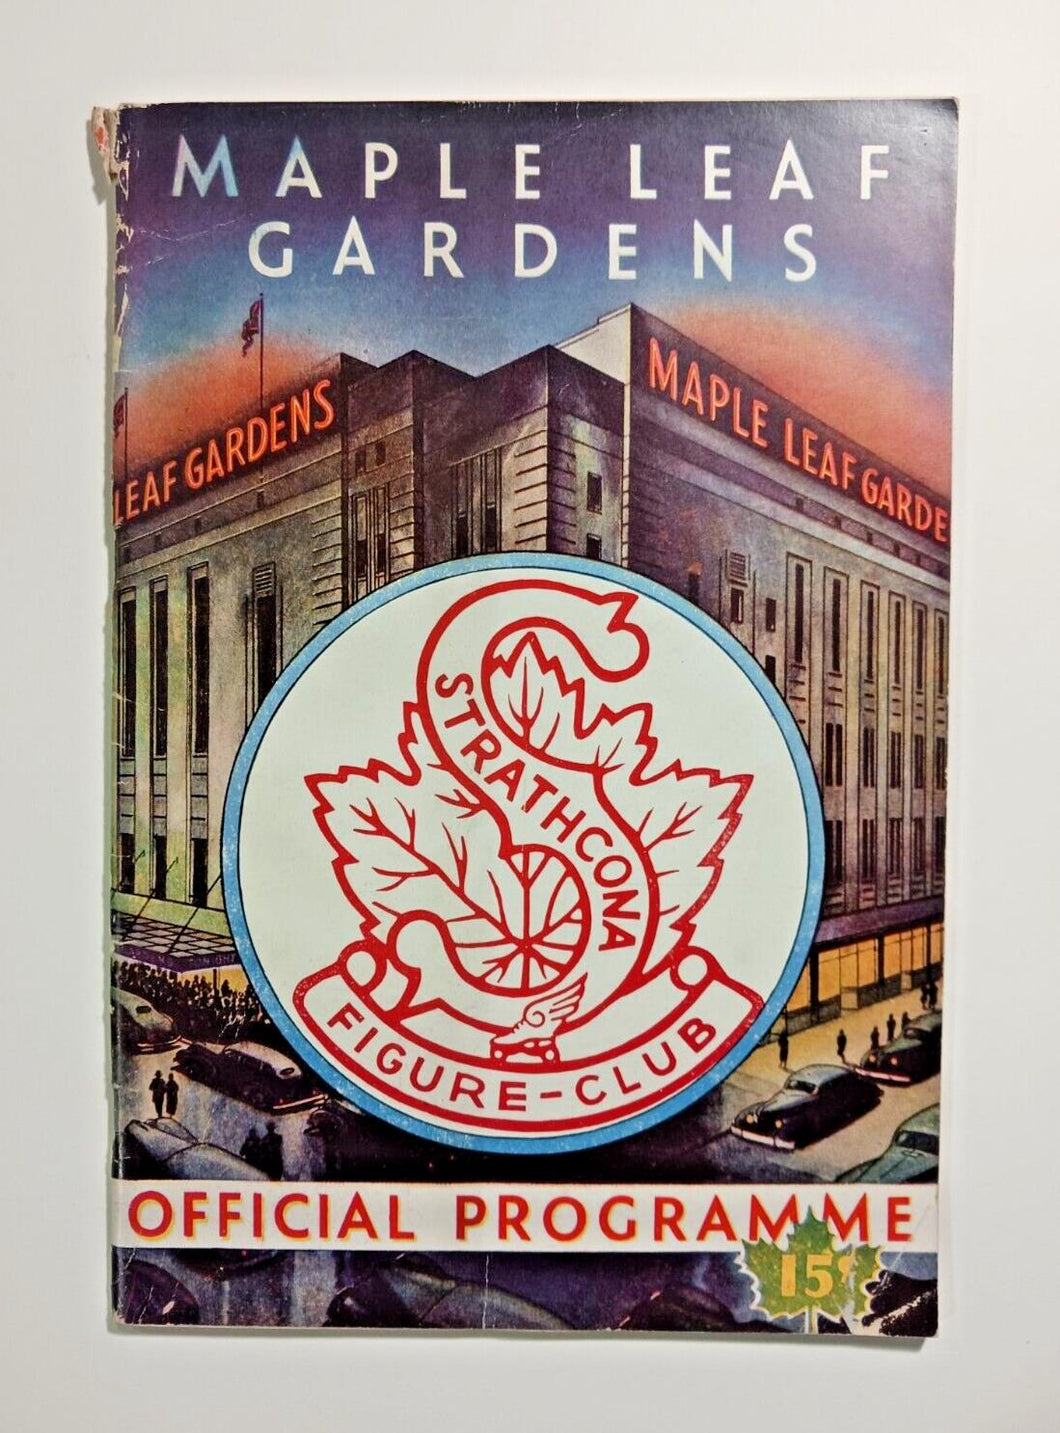 MAPLE LEAF
GARDENS
LEAF GARDENS
MAPLE LEAF GARDE
STRATHCONA
FIGURE-CLUB
OFFICIAL PROGRAMME
15¢